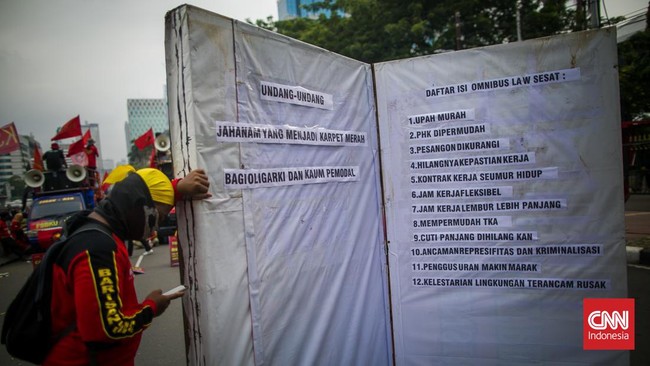 UNDANG-UNDANG
JAHANAM YANG MENJADI KARPET MERAH
BAGI OLIGARKI DAN KAUM PEMODAL
DAFTAR ISI OMNIBUS LAW SESAT :
1.UPAH MURAH
2.PHK DIPERMUDAH
3.PESANGON DIKURANGI
4.HILANGNYA KEPASTIAN KERJA
5.KONTRAK KERJA SEUMUR HIDUP
6.JAM KERJA FLEKSIBEL
7.JAM KERJA LEMBUR LEBIH PANJANG
8.MEMPERMUDAH TKA
9.CUTI PANJANG DIHILANG KAN
10.ANCAMAN REPRESIFITAS DAN KRIMINALISASI
11.PENGGUSURAN MAKIN MARAK
12.KELESTARIAN LINGKUNGAN TERANCAM RUSAK
BARISAN
CNN
Indonesia